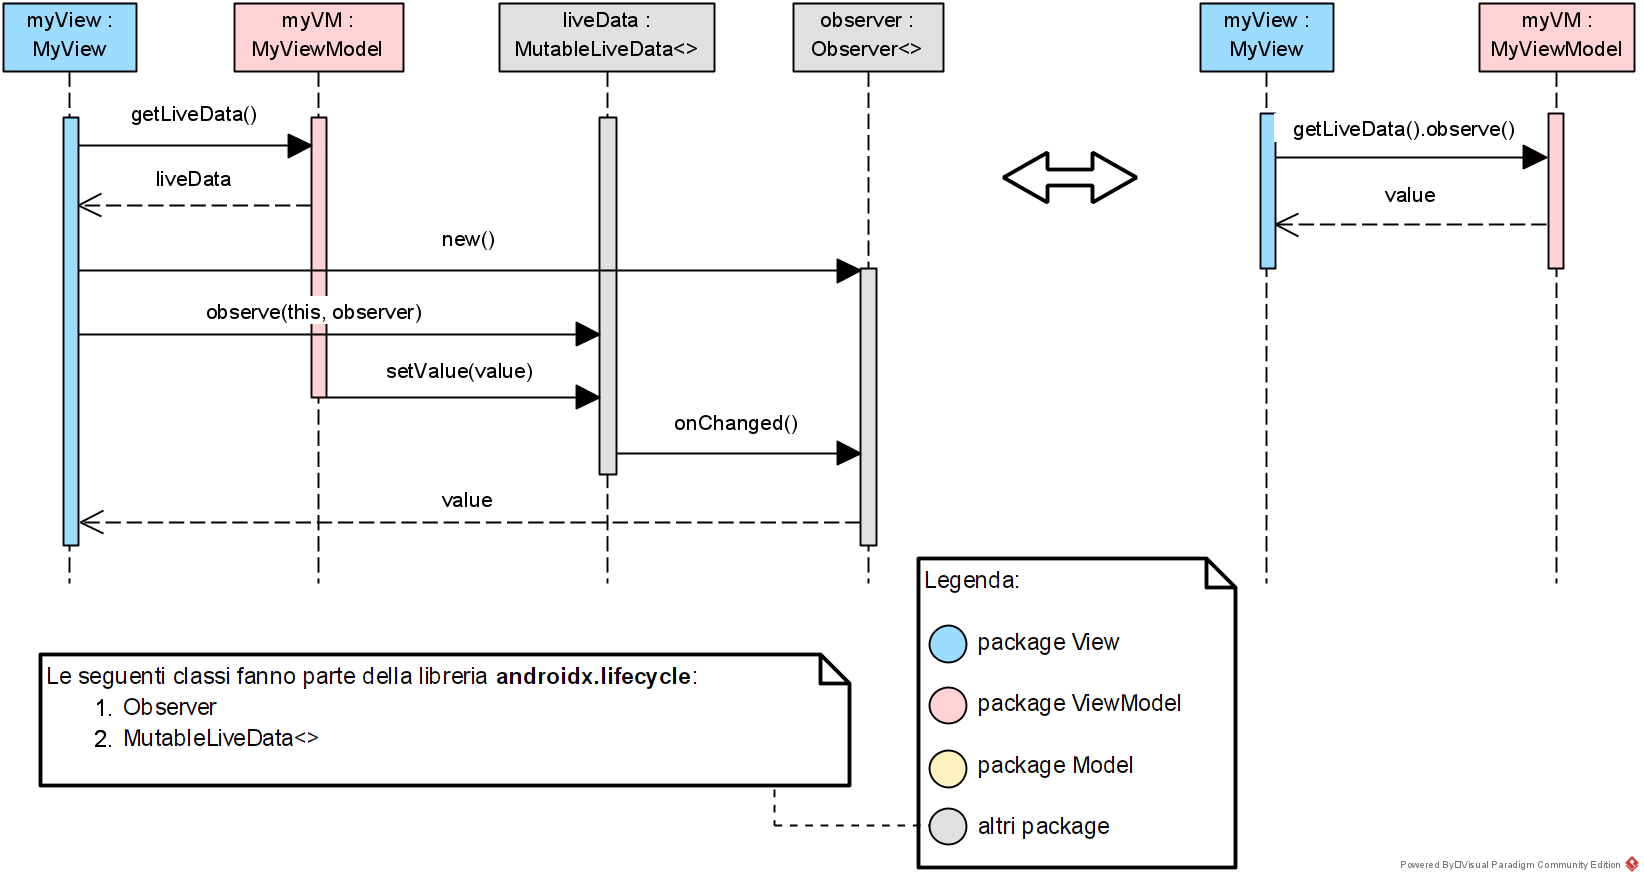 myView :
MyView
myVM :
MyViewModel
liveData :
MutableLiveData<>
observer :
Observer<>
getLiveData()
liveData
new()
observe(this, observer)
setValue(value)
onChanged()
value
myView :
MyView
myVM :
MyViewModel
getLiveData().observe()
value
Le seguenti classi fanno parte della libreria androidx.lifecycle:
1. Observer
2. MutableLiveData<>
Legenda:
package View
package ViewModel
package Model
altri package
Powered By Visual Paradigm Community Edition